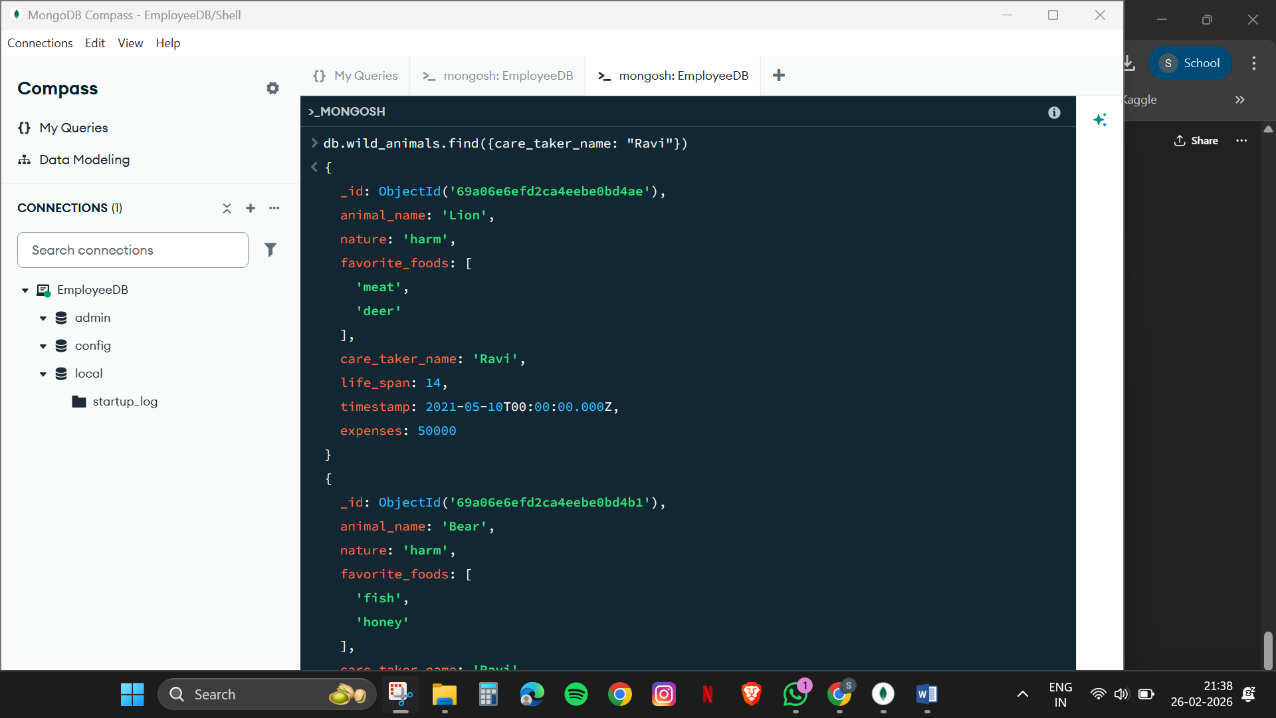 MongoDB Compass - EmployeeDB/Shell
Connections Edit View Help
S School
Kaggle
Share
Compass
{} My Queries
Data Modeling
CONNECTIONS (1)
Search connections
EmployeeDB
admin
config
local
startup_log
{} My Queries
>_ mongosh: EmployeeDB
>_ mongosh: EmployeeDB
>_MONGOSH
> db.wild_animals.find({care_taker_name: "Ravi"})
< {
_id: ObjectId('69a06e6efd2ca4eebe0bd4ae'),
animal_name: 'Lion',
nature: 'harm',
favorite_foods: [
'meat',
'deer'
],
care_taker_name: 'Ravi',
life_span: 14,
timestamp: 2021-05-10T00:00:00.000Z,
expenses: 50000
}
{
_id: ObjectId('69a06e6efd2ca4eebe0bd4b1'),
animal_name: 'Bear',
nature: 'harm',
favorite_foods: [
'fish',
'honey'
],
care_taker_name: 'Ravi',
Search
1
S
ENG
IN
21:38
26-02-2026